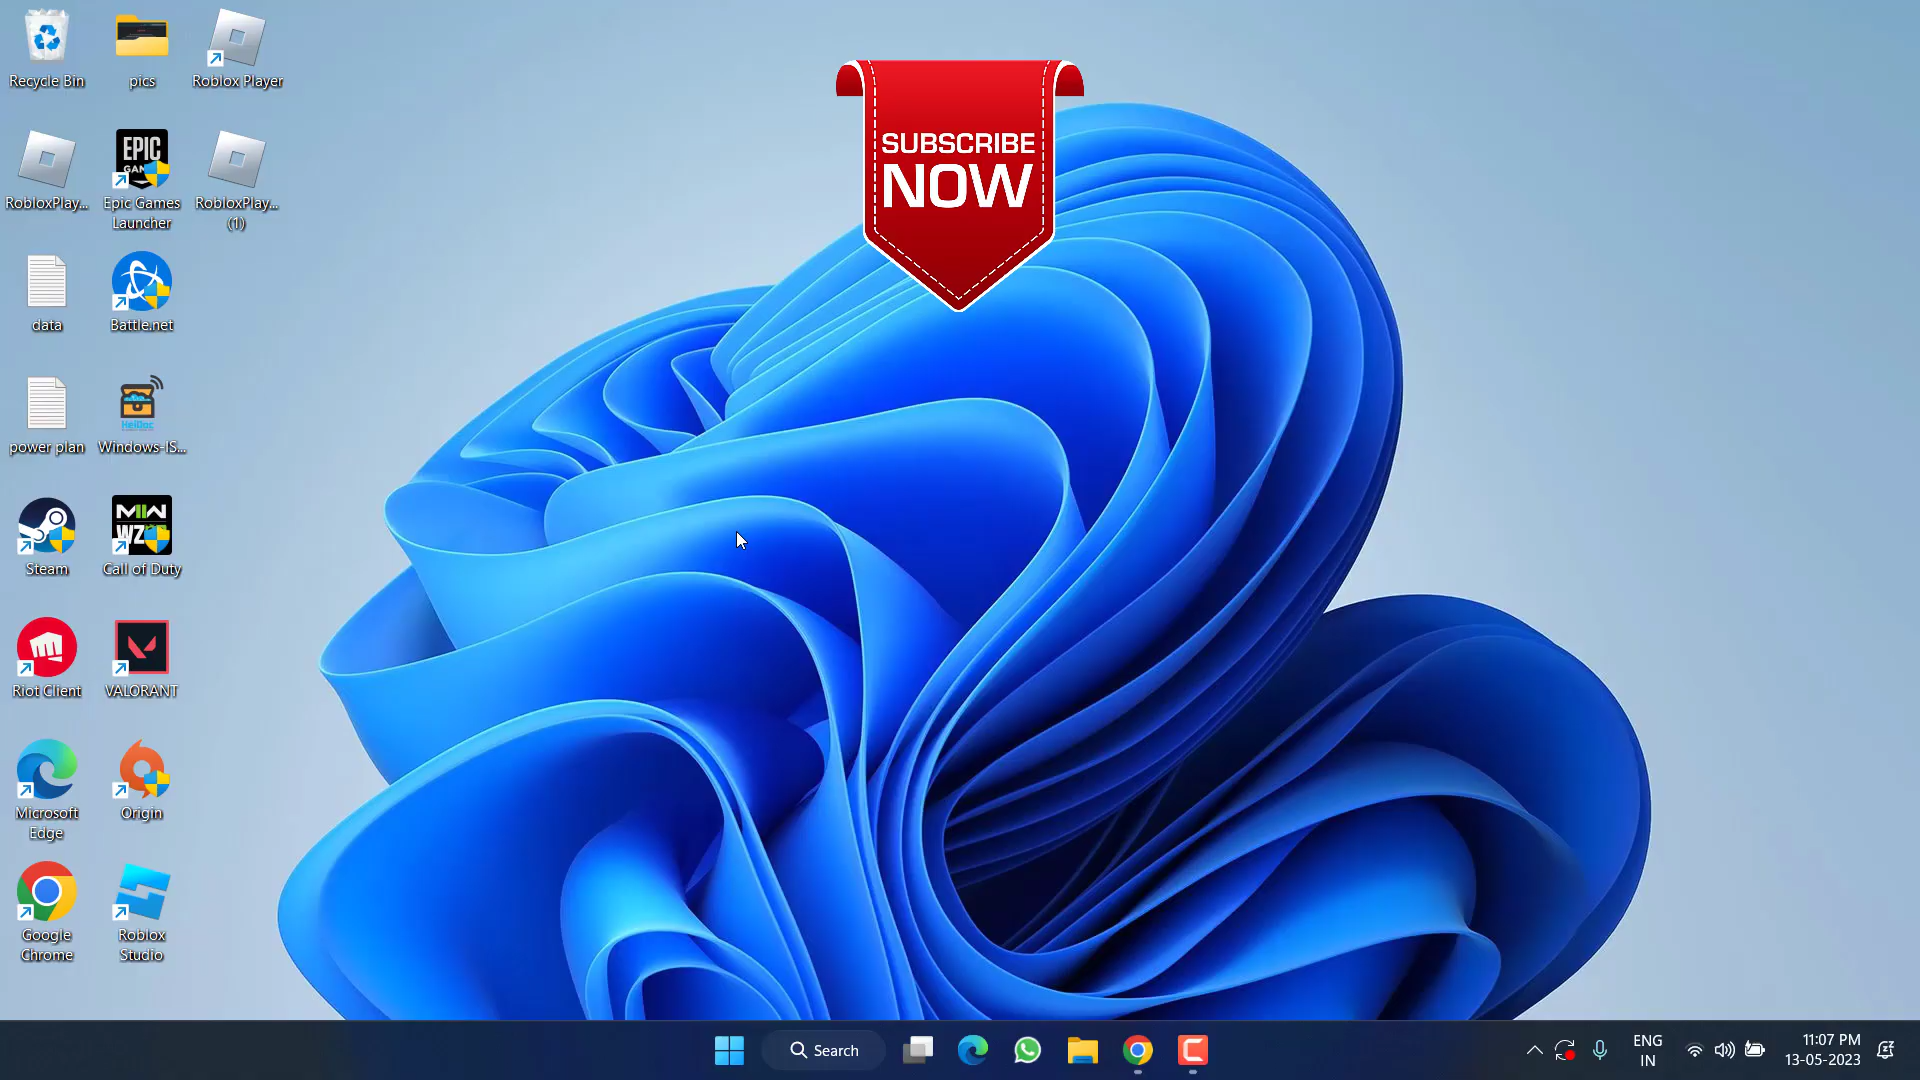 Recycle Bin
pics
Roblox Player
RobloxPlay...
EPIC
GAM
Epic Games
Launcher
RobloxPlay...
(1)
data
Battle.net
power plan
HeiDoc
Windows-IS...
Steam
MW
WZ
Call of Duty
Riot Client
VALORANT
Microsoft
Edge
Origin
Google
Chrome
Roblox
Studio
SUBSCRIBE
NOW
Search
ENG
IN
11:07 PM
13-05-2023